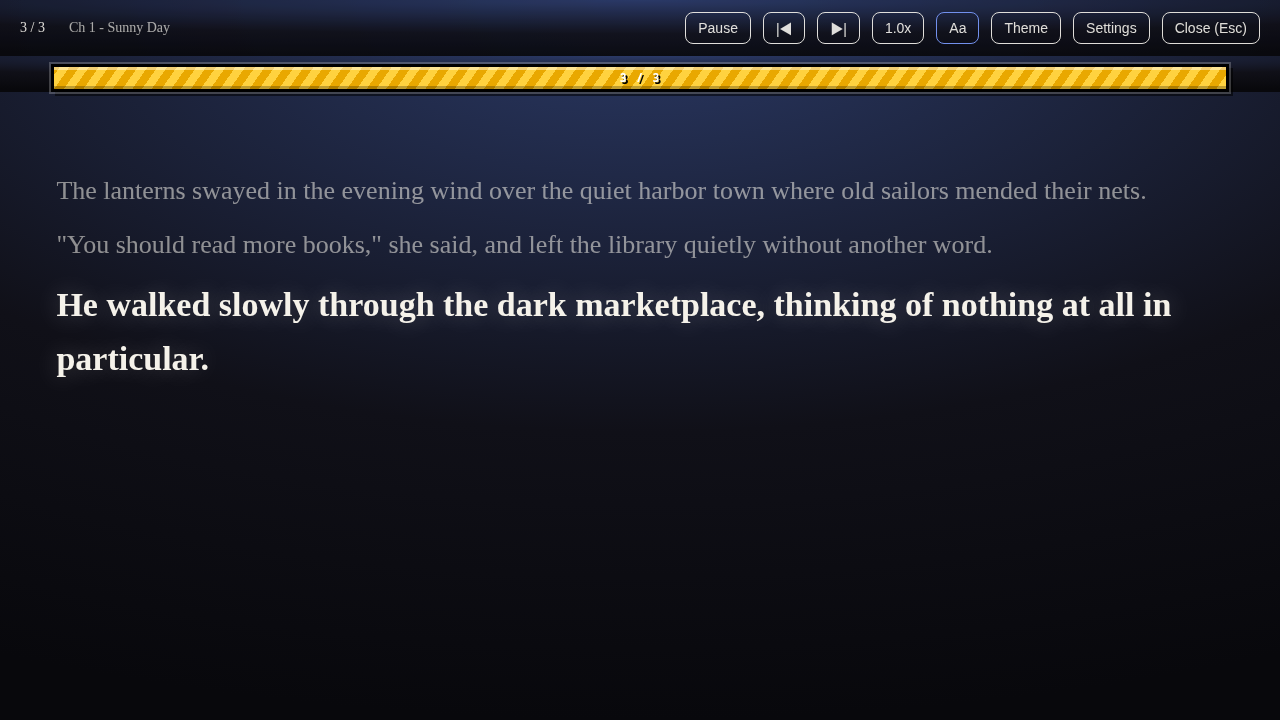 3 / 3 Ch 1 - Sunny Day Pause 1.0x Aa Theme Settings Close (Esc)
3 / 3
The lanterns swayed in the evening wind over the quiet harbor town where old sailors mended their nets.
"You should read more books," she said, and left the library quietly without another word.
He walked slowly through the dark marketplace, thinking of nothing at all in
particular.